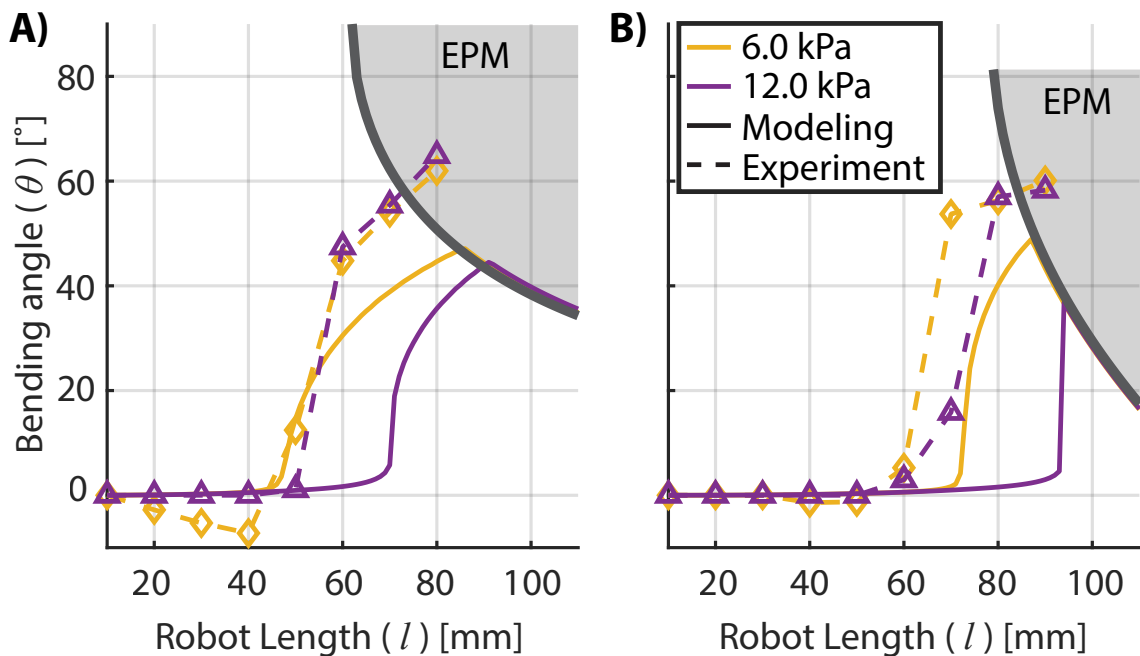 A)
B)
EPM
EPM
6.0 kPa
12.0 kPa
Modeling
Experiment
Bending angle ( θ ) [°]
80
60
40
20
0
20 40 60 80 100
20 40 60 80 100
Robot Length ( l ) [mm]
Robot Length ( l ) [mm]